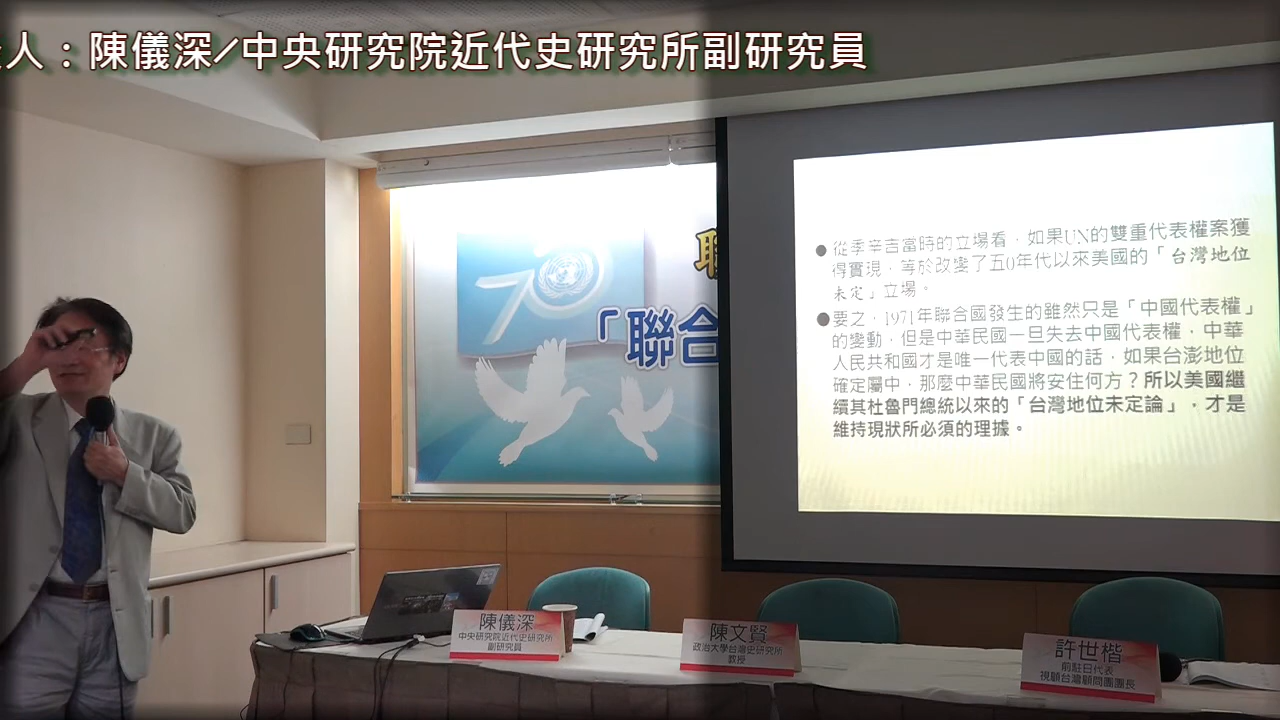 人：陳儀深／中央研究院近代史研究所副研究員
70
「聯合
從季辛吉當時的立場看，如果UN的雙重代表權案獲
得實現，等於改變了五0年代以來美國的「台灣地位
未定」立場。
要之，1971年聯合國發生的雖然只是「中國代表權」
的變動，但是中華民國一旦失去中國代表權，中華
人民共和國才是唯一代表中國的話，如果台澎地位
確定屬中，那麼中華民國將安住何方？所以美國繼
續其杜魯門總統以來的「台灣地位未定論」，才是
維持現狀所必須的理據。
陳儀深
中央研究院近代史研究所
副研究員
陳文賢
政治大學台灣史研究所
教授
許世楷
前駐日代表
視顧台灣顧問團團長